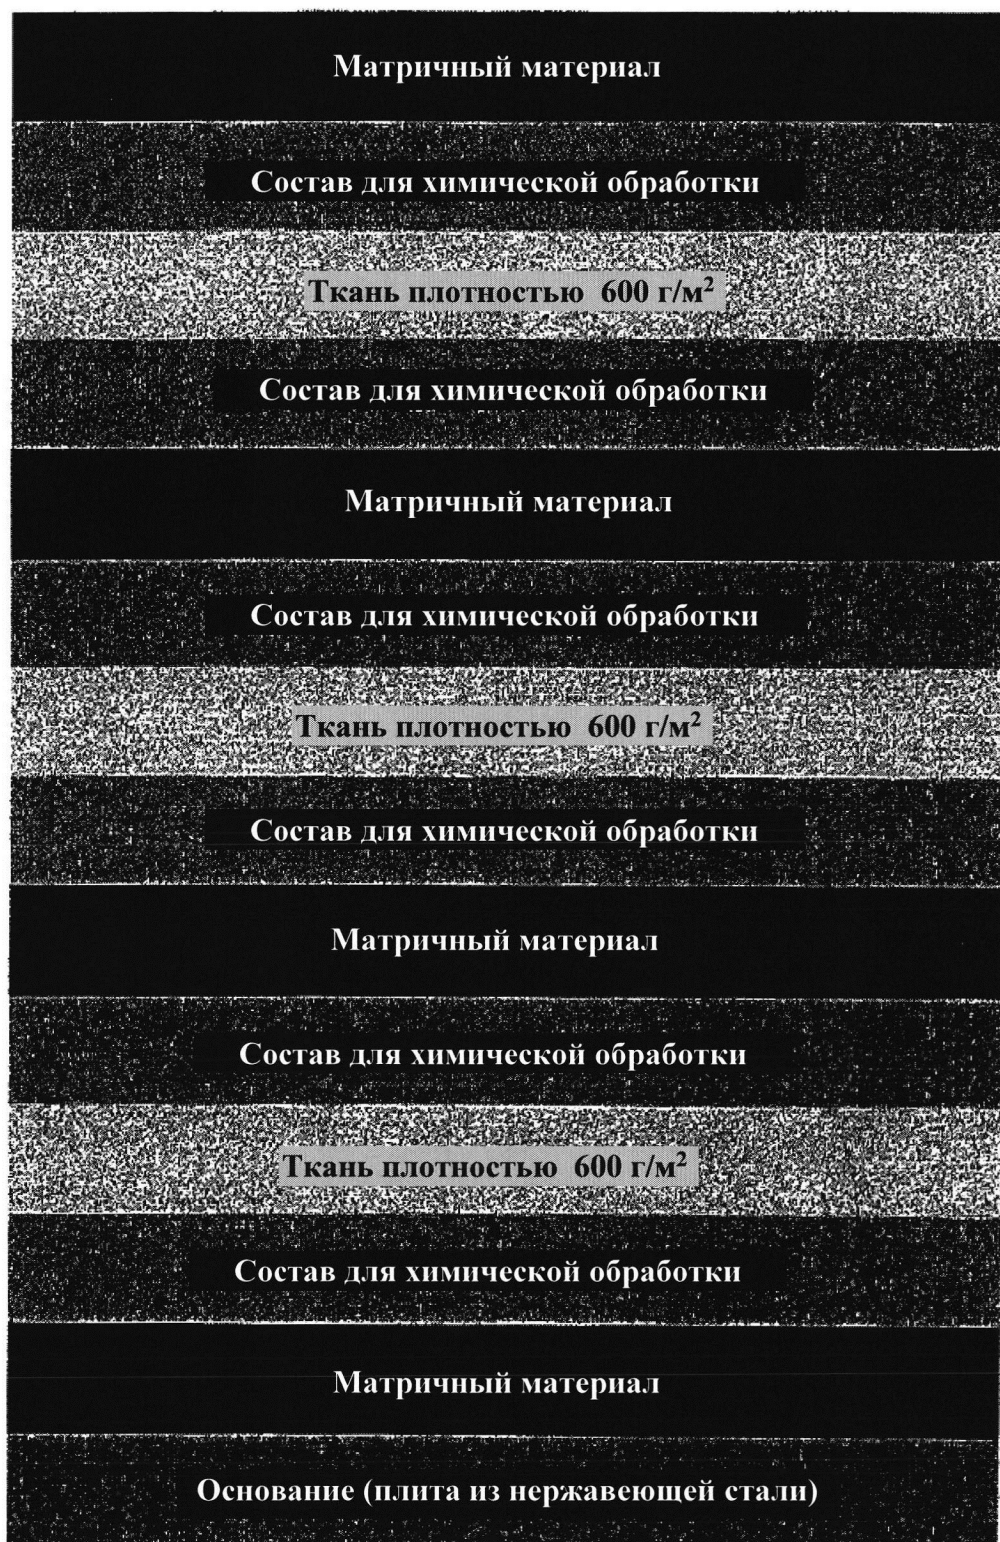 Матричный материал
Состав для химической обработки
Ткань плотностью 600 г/м²
Состав для химической обработки
Матричный материал
Состав для химической обработки
Ткань плотностью 600 г/м²
Состав для химической обработки
Матричный материал
Состав для химической обработки
Ткань плотностью 600 г/м²
Состав для химической обработки
Матричный материал
Основание (плита из нержавеющей стали)